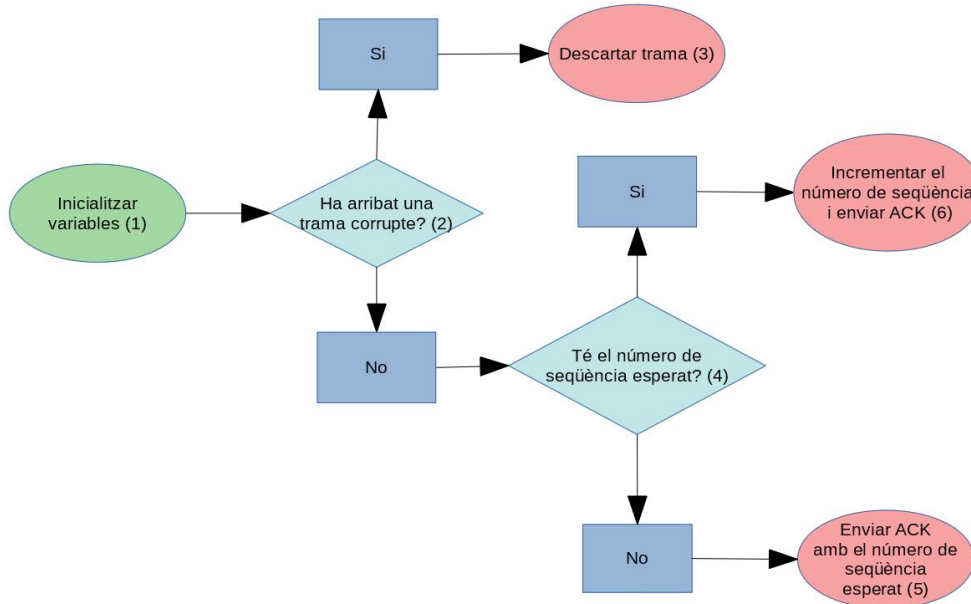 Si
Descartar trama (3)
Inicialitzar
variables (1)
Ha arribat una
trama corrupte? (2)
Si
Incrementar el
número de seqüència
i enviar ACK (6)
No
Té el número de
seqüència esperat? (4)
No
Enviar ACK
amb el número de
seqüència
esperat (5)